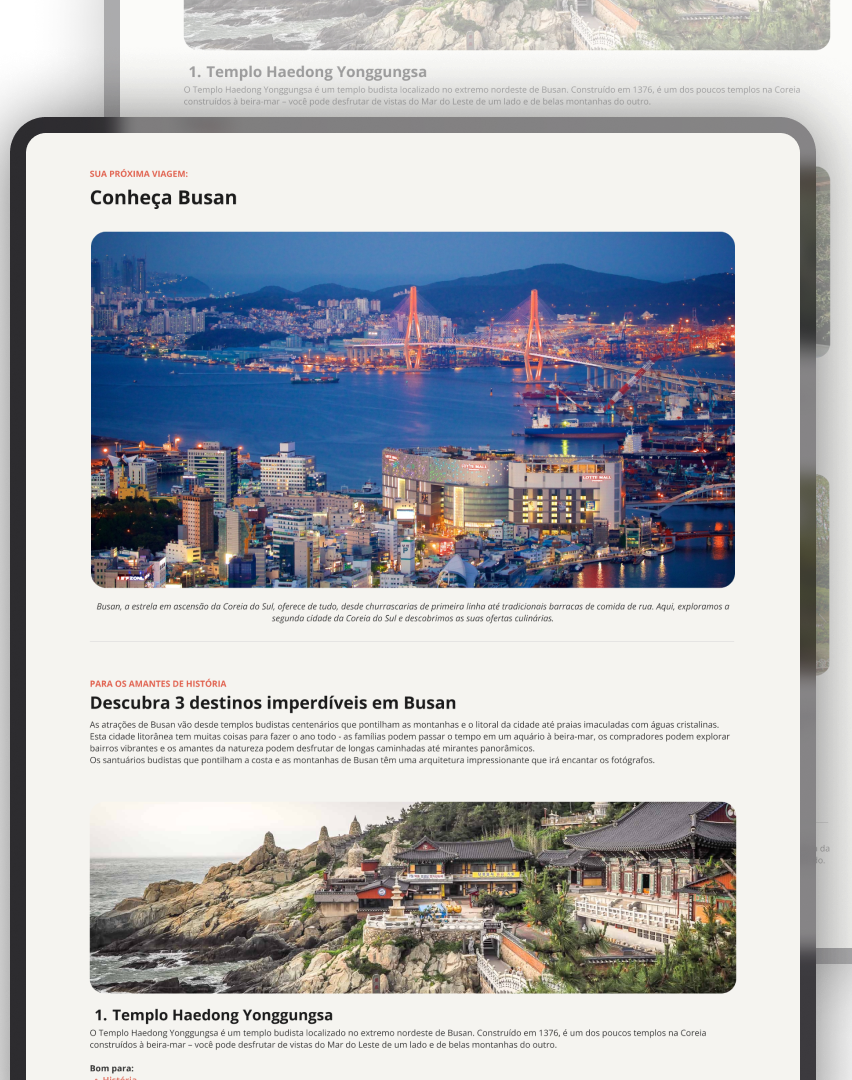 1. Templo Haedong Yonggungsa
O Templo Haedong Yonggungsa é um templo budista localizado no extremo nordeste de Busan. Construído em 1376, é um dos poucos templos na Coreia
construídos à beira-mar – você pode desfrutar de vistas do Mar do Leste de um lado e de belas montanhas do outro.
SUA PRÓXIMA VIAGEM:
Conheça Busan
LOTTE MALL
LOTTE MALL
Busan, a estrela em ascensão da Coreia do Sul, oferece de tudo, desde churrascarias de primeira linha até tradicionais barracas de comida de rua. Aqui, exploramos a
segunda cidade da Coreia do Sul e descobrimos as suas ofertas culinárias.
PARA OS AMANTES DE HISTÓRIA
Descubra 3 destinos imperdíveis em Busan
As atrações de Busan vão desde templos budistas centenários que pontilham as montanhas e o litoral da cidade até praias imaculadas com águas cristalinas.
Esta cidade litorânea tem muitas coisas para fazer o ano todo - as famílias podem passar o tempo em um aquário à beira-mar, os compradores podem explorar
bairros vibrantes e os amantes da natureza podem desfrutar de longas caminhadas até mirantes panorâmicos.
Os santuários budistas que pontilham a costa e as montanhas de Busan têm uma arquitetura impressionante que irá encantar os fotógrafos.
da
do.
1. Templo Haedong Yonggungsa
O Templo Haedong Yonggungsa é um templo budista localizado no extremo nordeste de Busan. Construído em 1376, é um dos poucos templos na Coreia
construídos à beira-mar – você pode desfrutar de vistas do Mar do Leste de um lado e de belas montanhas do outro.
Bom para:
• História